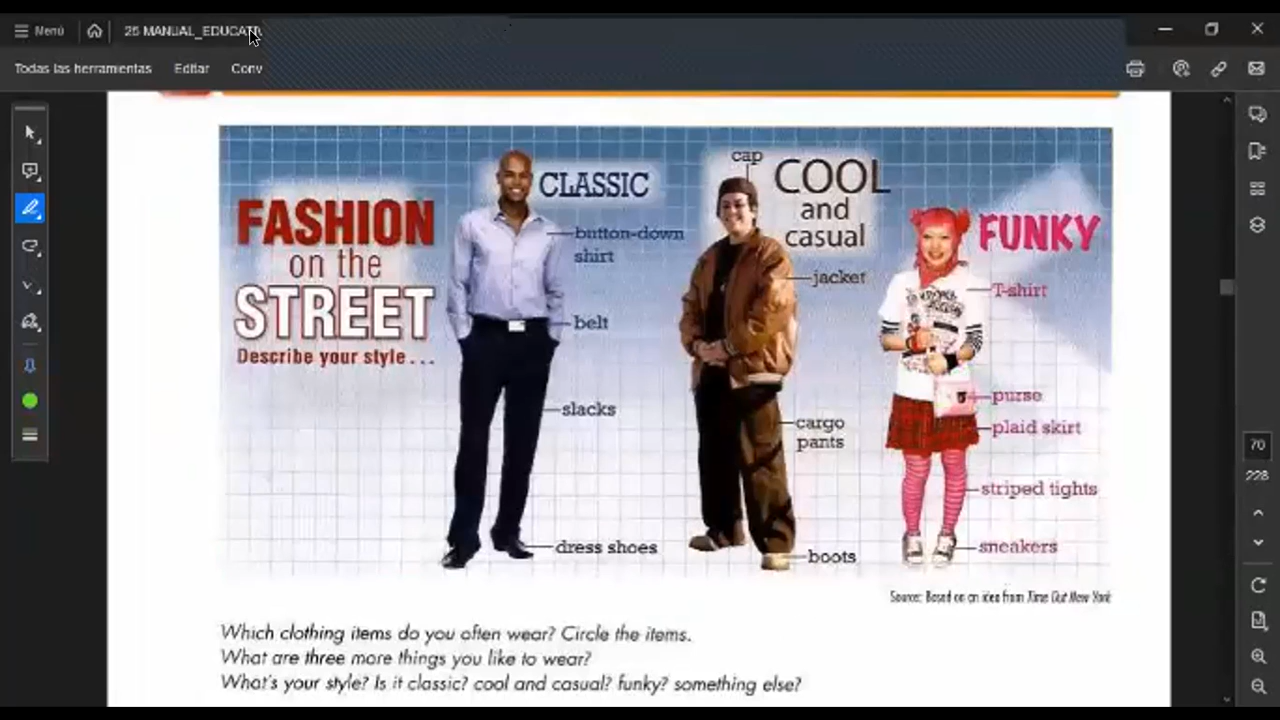 Menú
25 MANUAL_EDUCATI
Todas las herramientas
Editar
Conv
FASHION
on the
STREET
Describe your style . . .
CLASSIC
button-down
shirt
belt
slacks
dress shoes
cap
COOL
and
casual
jacket
cargo
pants
boots
FUNKY
T-shirt
purse
plaid skirt
striped tights
sneakers
Source: Based on an idea from Time Out New York
Which clothing items do you often wear? Circle the items.
What are three more things you like to wear?
What's your style? Is it classic? cool and casual? funky? something else?
70
228